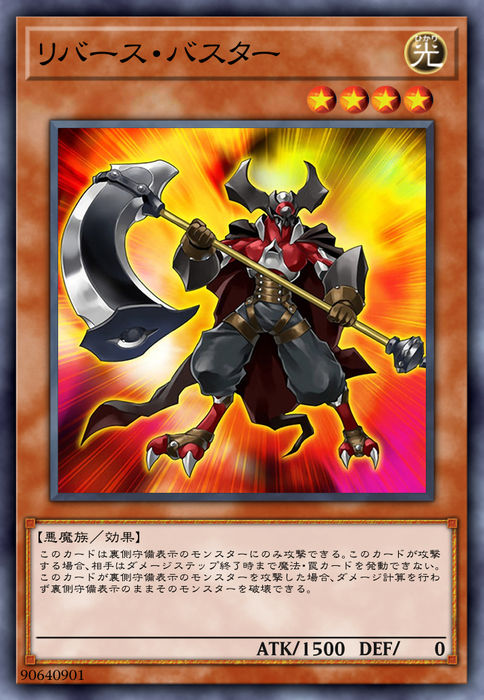 リバース・バスター
ひかり
光
【悪魔族／効果】
このカードは裏側守備表示のモンスターにのみ攻撃できる。このカードが攻撃
する場合、相手はダメージステップ終了時まで魔法・罠カードを発動できない。
このカードが裏側守備表示のモンスターを攻撃した場合、ダメージ計算を行わ
ず裏側守備表示のままそのモンスターを破壊できる。
ATK/1500 DEF/ 0
90640901